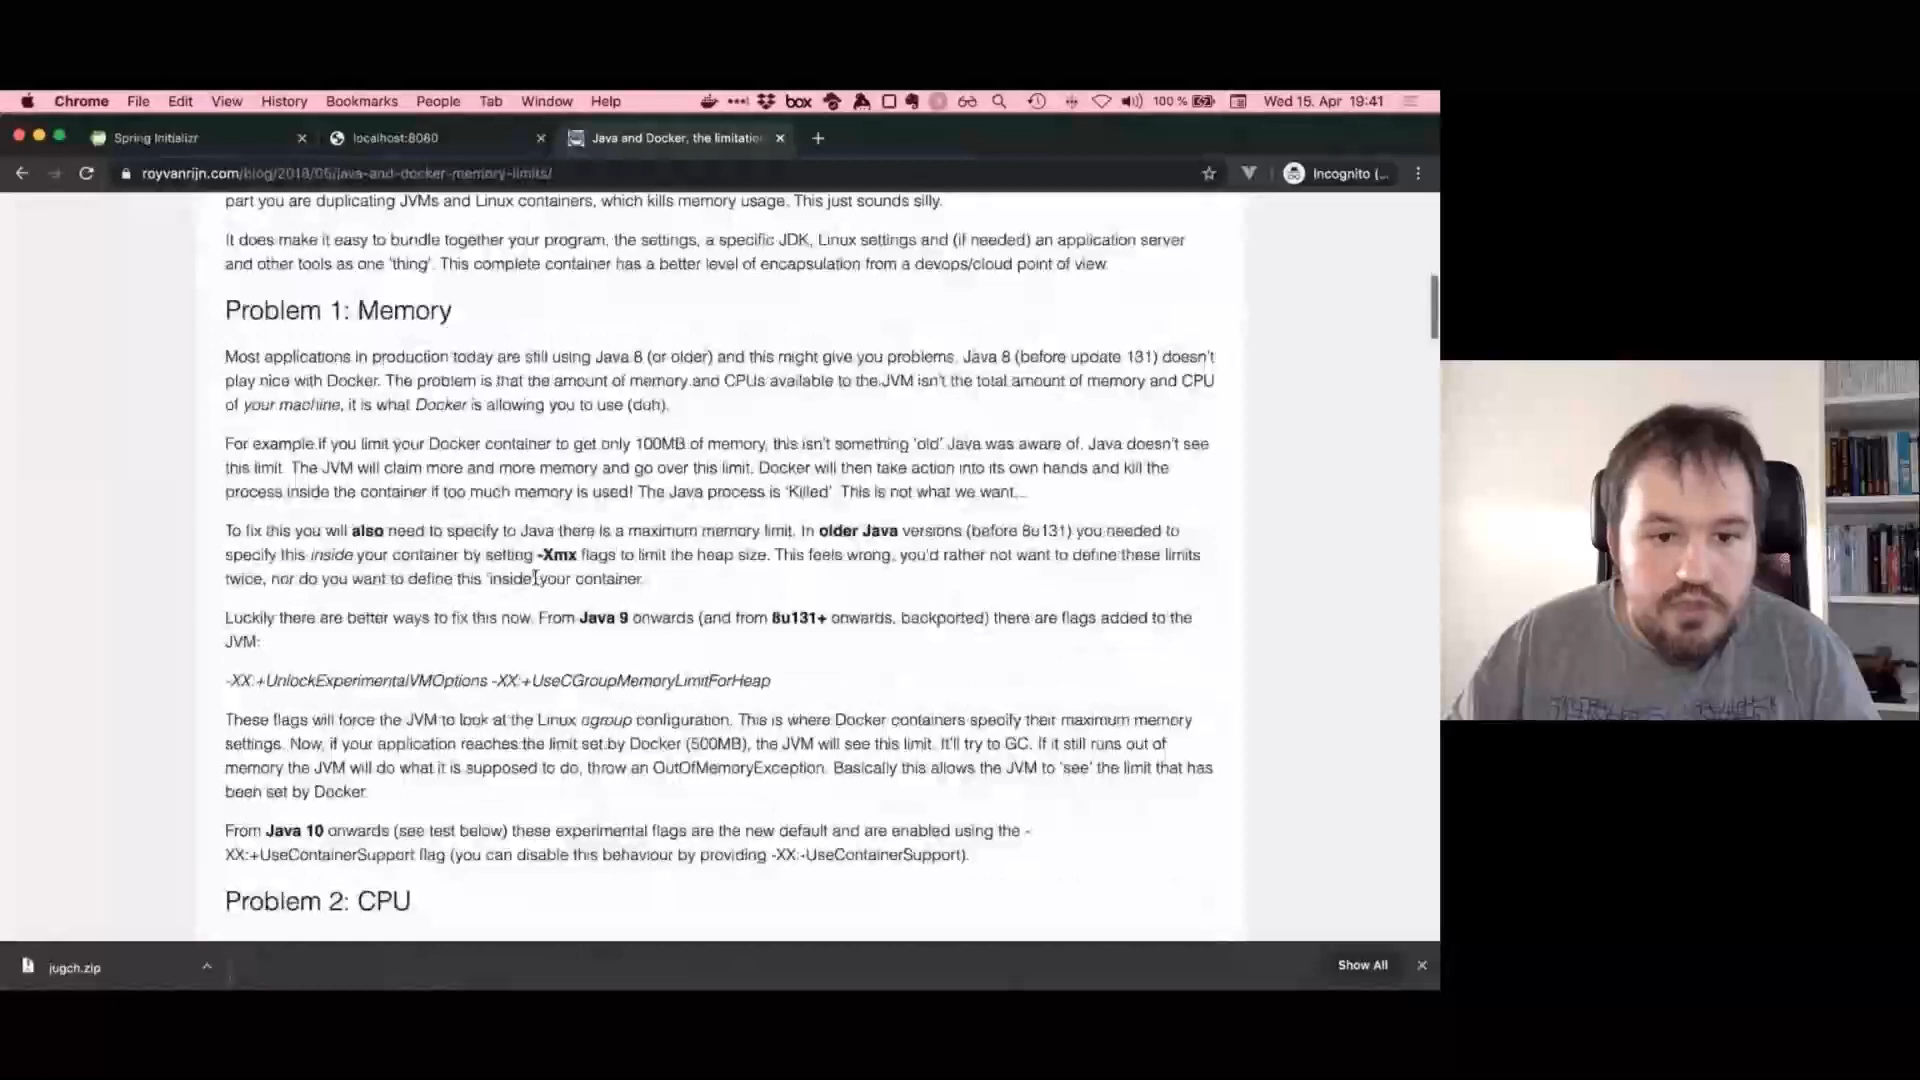 Chrome File Edit View History Bookmarks People Tab Window Help box 100 % Wed 15. Apr 19:41
Spring Initializr localhost:8080 Java and Docker, the limitatio
royvanrijn.com/blog/2018/05/java-and-docker-memory-limits/ Incognito (...
part you are duplicating JVMs and Linux containers, which kills memory usage. This just sounds silly.
It does make it easy to bundle together your program, the settings, a specific JDK, Linux settings and (if needed) an application server
and other tools as one 'thing'. This complete container has a better level of encapsulation from a devops/cloud point of view.
Problem 1: Memory
Most applications in production today are still using Java 8 (or older) and this might give you problems. Java 8 (before update 131) doesn't
play nice with Docker. The problem is that the amount of memory and CPUs available to the JVM isn't the total amount of memory and CPU
of your machine, it is what Docker is allowing you to use (duh).
For example if you limit your Docker container to get only 100MB of memory, this isn't something 'old' Java was aware of. Java doesn't see
this limit. The JVM will claim more and more memory and go over this limit. Docker will then take action into its own hands and kill the
process inside the container if too much memory is used! The Java process is 'Killed'. This is not what we want...
To fix this you will also need to specify to Java there is a maximum memory limit. In older Java versions (before 8u131) you needed to
specify this inside your container by setting -Xmx flags to limit the heap size. This feels wrong, you'd rather not want to define these limits
twice, nor do you want to define this 'inside' your container.
Luckily there are better ways to fix this now. From Java 9 onwards (and from 8u131+ onwards, backported) there are flags added to the
JVM:
-XX:+UnlockExperimentalVMOptions -XX:+UseCGroupMemoryLimitForHeap
These flags will force the JVM to look at the Linux cgroup configuration. This is where Docker containers specify their maximum memory
settings. Now, if your application reaches the limit set by Docker (500MB), the JVM will see this limit. It'll try to GC. If it still runs out of
memory the JVM will do what it is supposed to do, throw an OutOfMemoryException. Basically this allows the JVM to 'see' the limit that has
been set by Docker.
From Java 10 onwards (see test below) these experimental flags are the new default and are enabled using the -
XX:+UseContainerSupport flag (you can disable this behaviour by providing -XX:-UseContainerSupport).
Problem 2: CPU
jugch.zip Show All